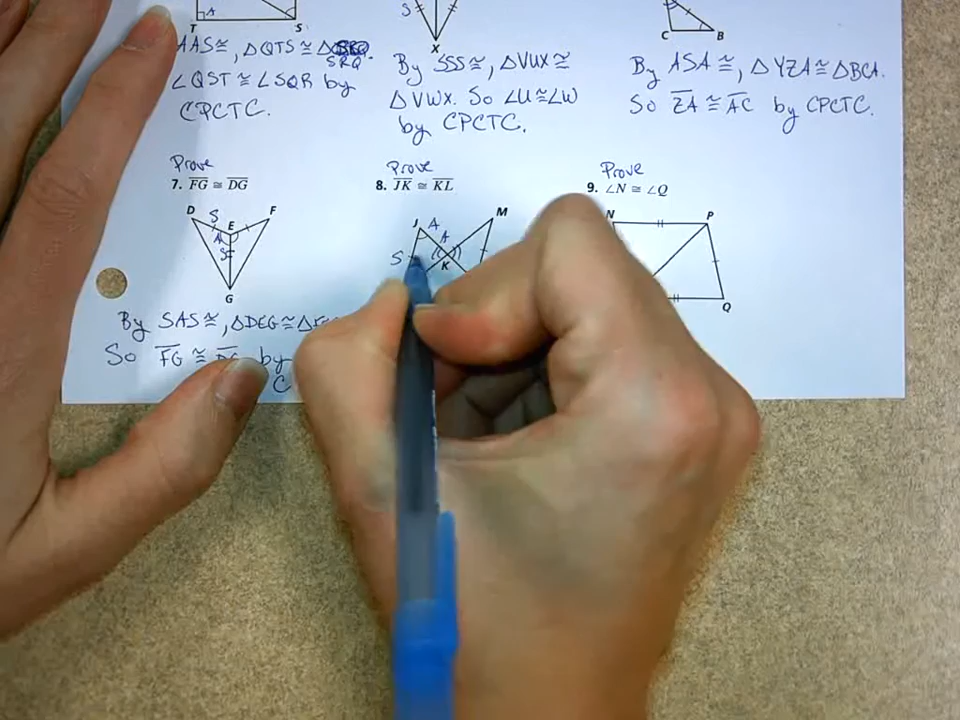 A
T S
AAS≅, △QTS ≅ △SRQ.
∠QST ≅ ∠SQR by
CPCTC.
S
X
By SSS≅, △VUX ≅
△VWX. So ∠U≅∠W
by CPCTC.
C B
By ASA≅, △YZA≅△BCA.
So ZA ≅ AC by CPCTC.
Prove
7. FG ≅ DG
D S E F
A
S
G
By SAS≅, △DEG≅△
So FG ≅ by
C
Prove
8. JK ≅ KL
J A M
A
S K
Prove
9. ∠N ≅ ∠Q
N P
Q